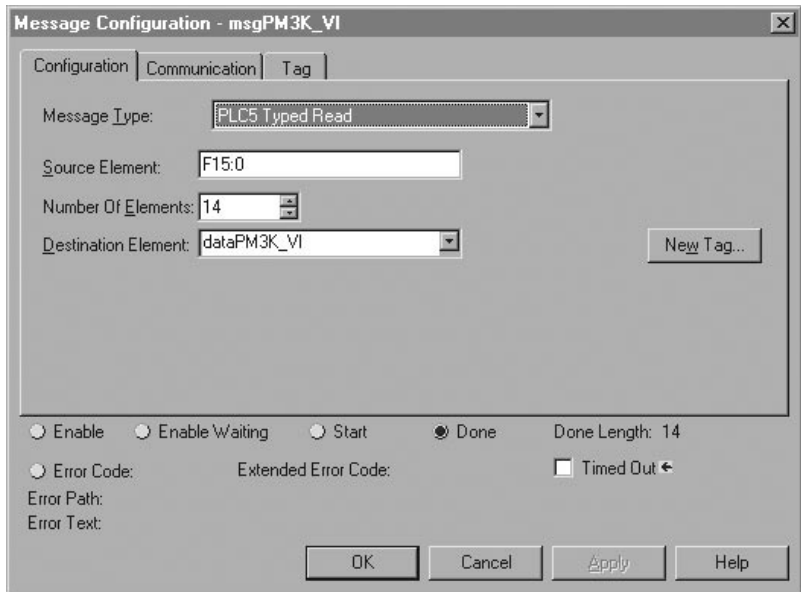 Message Configuration - msgPM3K_VI
Configuration Communication Tag
Message Type: PLC5 Typed Read
Source Element: F15:0
Number Of Elements: 14
Destination Element: dataPM3K_VI New Tag...
Enable Enable Waiting Start Done Done Length: 14
Error Code: Extended Error Code: Timed Out
Error Path:
Error Text:
OK Cancel Apply Help